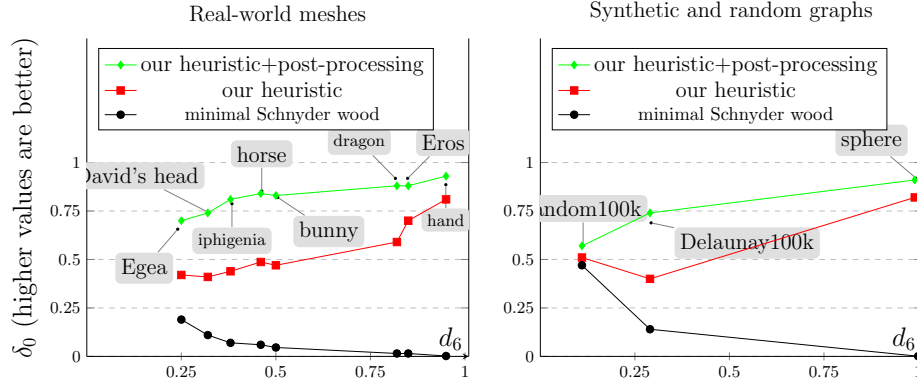 Real-world meshes
δ₀ (higher values are better)
our heuristic+post-processing
our heuristic
minimal Schnyder wood
dragon
Eros
horse
David's head
iphigenia
bunny
hand
Egea
1
0.75
0.5
0.25
d₆
0.25
0.5
0.75
1
Synthetic and random graphs
our heuristic+post-processing
our heuristic
minimal Schnyder wood
sphere
ndom100k
Delaunay100k
1
0.75
0.5
0.25
0
d₆
0.25
0.5
0.75
1